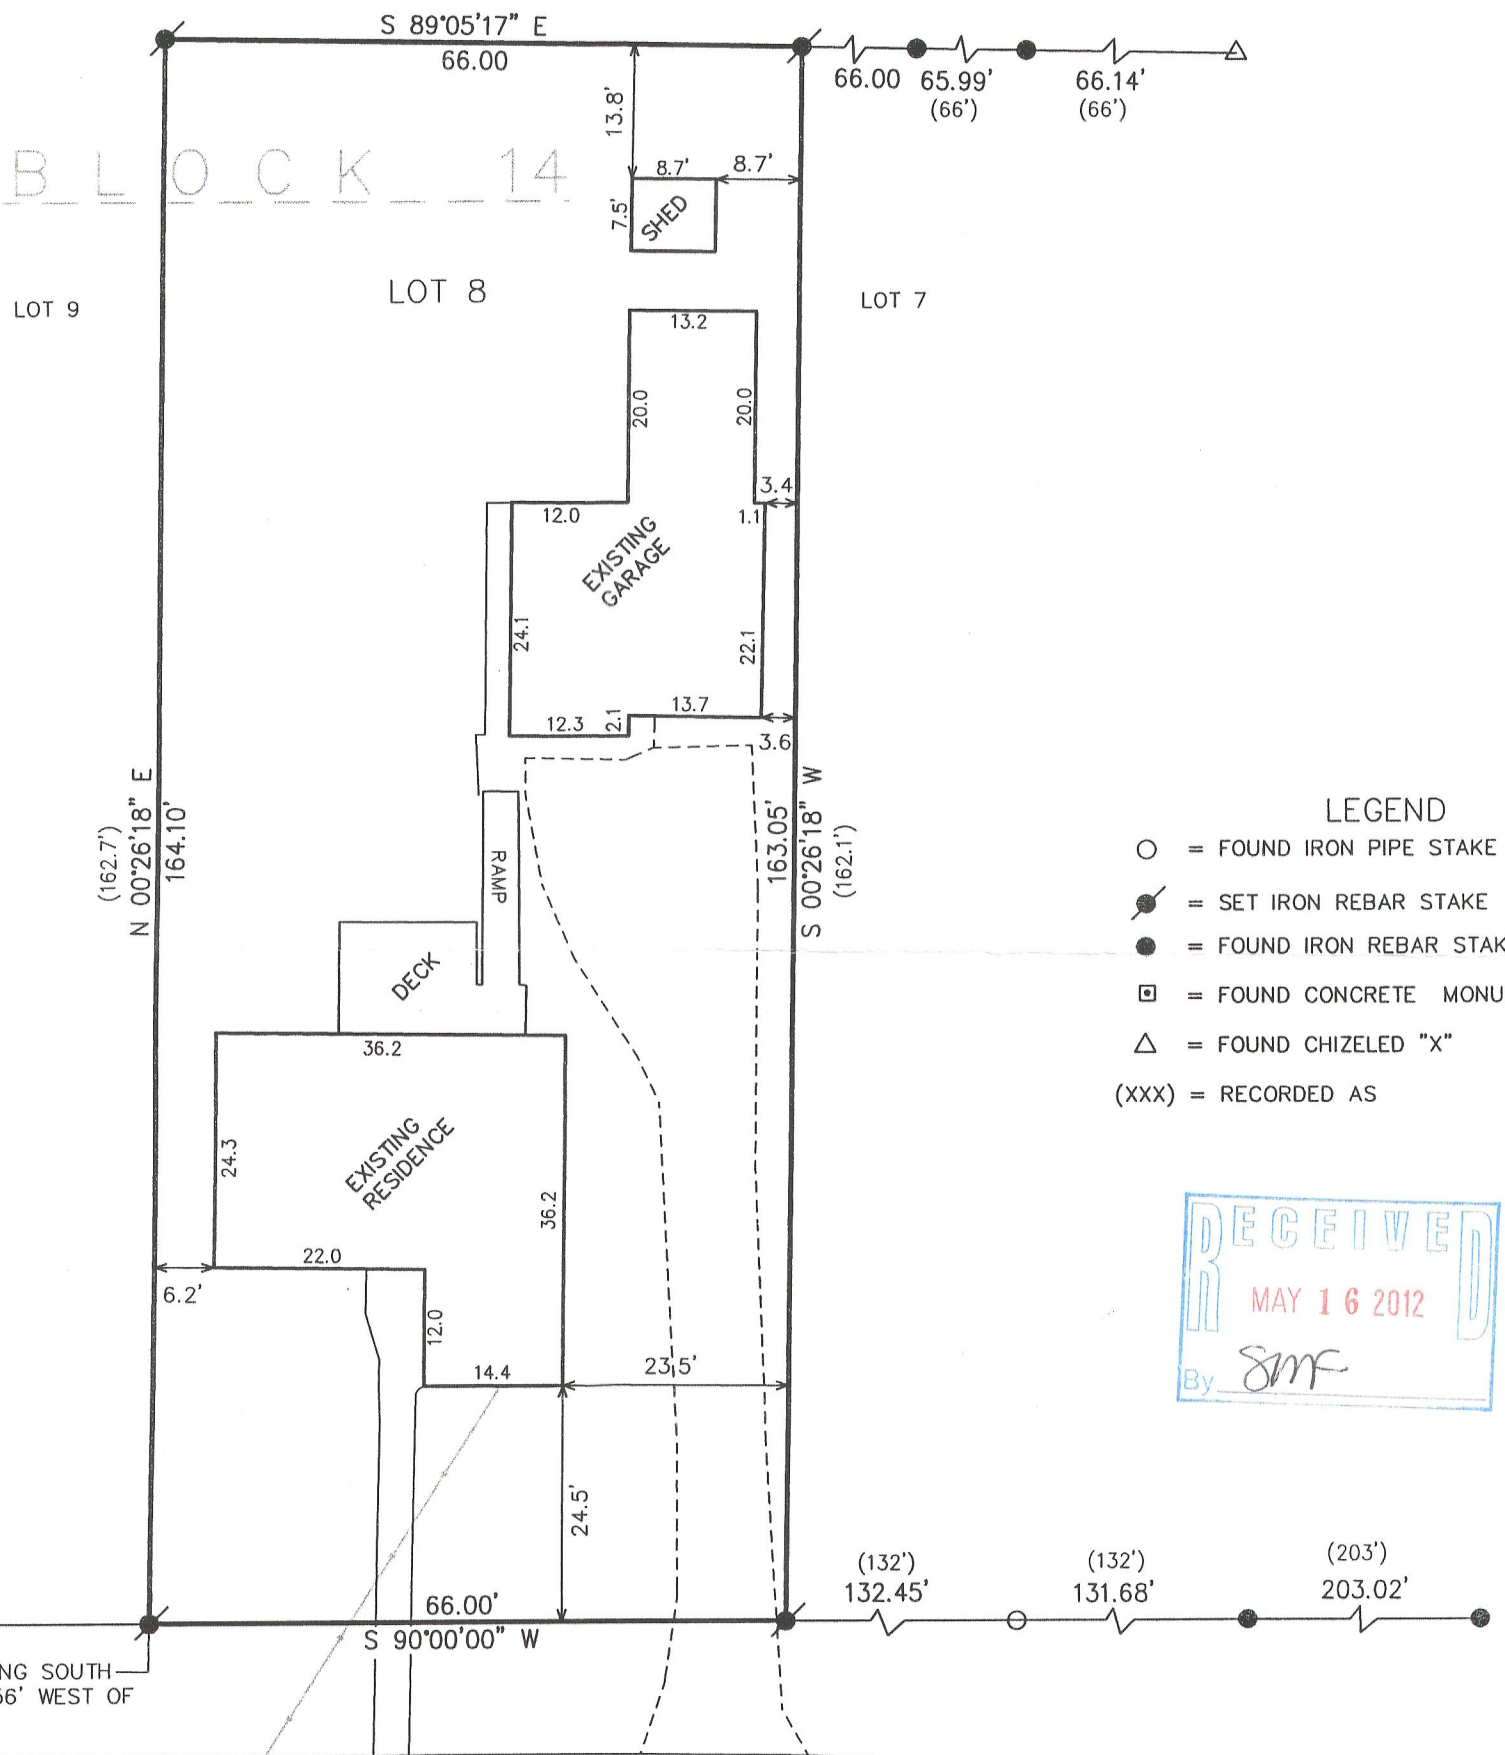 S 89°05'17" E
66.00
66.00
65.99'
(66')
66.14'
(66')
13.8'
BLOCK 14
8.7'
8.7'
7.5'
SHED
LOT 9
LOT 8
LOT 7
13.2
20.0
20.0
3.4
12.0
1.1
EXISTING
GARAGE
24.1
22.1
13.7
12.3
2.1
3.6
(162.7')
N 00°26'18" E
164.10'
163.05'
S 00°26'18" W
(162.1')
RAMP
LEGEND
= FOUND IRON PIPE STAKE
= SET IRON REBAR STAKE
= FOUND IRON REBAR STAK
= FOUND CONCRETE MONU
= FOUND CHIZELED "X"
(XXX) = RECORDED AS
DECK
36.2
24.3
EXISTING
RESIDENCE
36.2
22.0
6.2'
12.0
14.4
23.5'
RECEIVED
MAY 16 2012
By SMF
24.5'
66.00'
S 90°00'00" W
(132')
132.45'
(132')
131.68'
(203')
203.02'
NG SOUTH
66' WEST OF